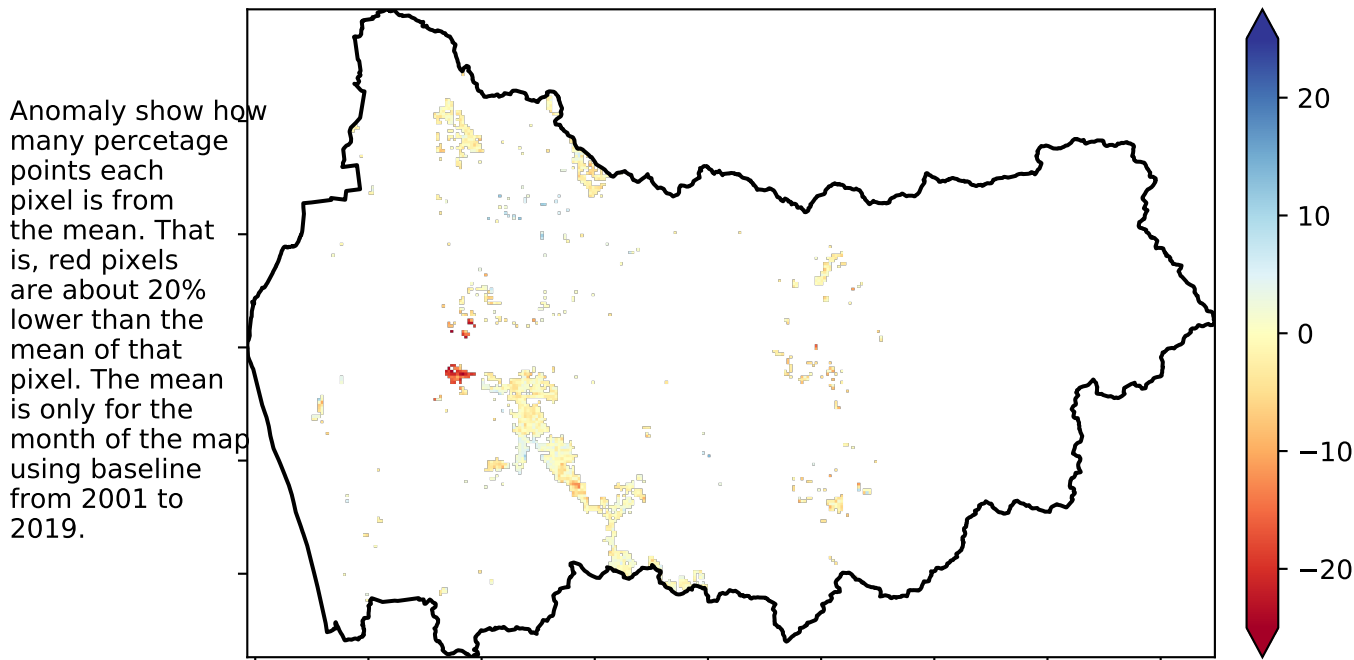 Anomaly show how
many percetage
points each
pixel is from
the mean. That
is, red pixels
are about 20%
lower than the
mean of that
pixel. The mean
is only for the
month of the map
using baseline
from 2001 to
2019.
20
10
0
−10
−20